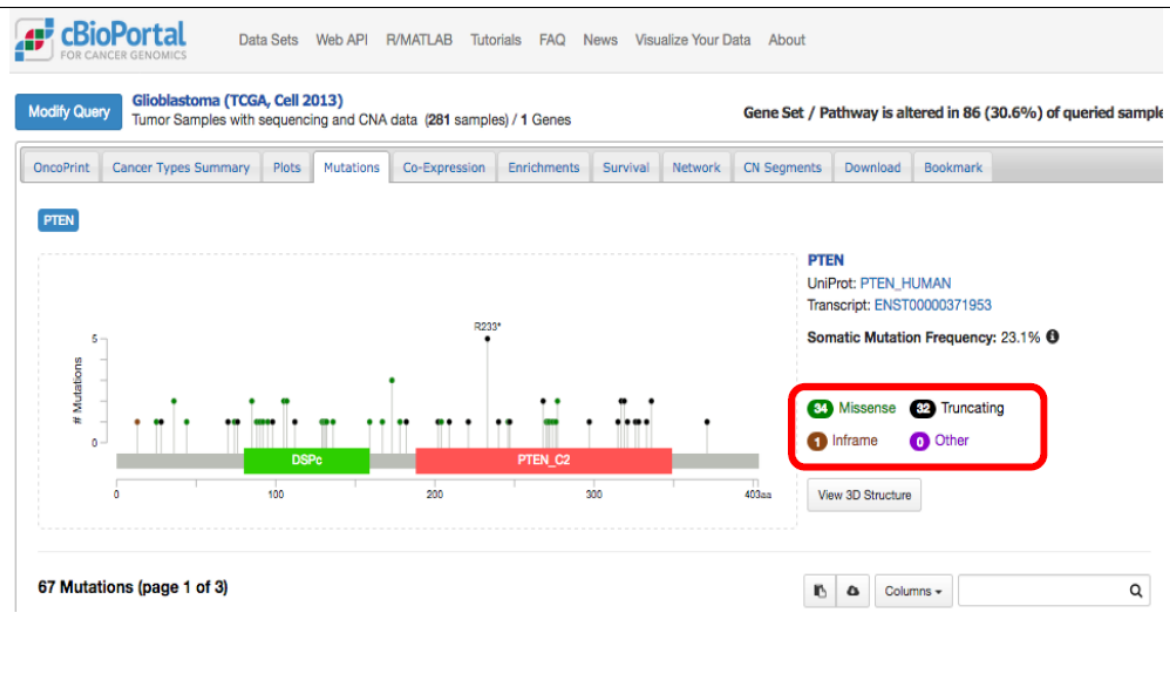 cBioPortal
FOR CANCER GENOMICS
Data Sets Web API R/MATLAB Tutorials FAQ News Visualize Your Data About
Modify Query
Glioblastoma (TCGA, Cell 2013)
Tumor Samples with sequencing and CNA data (281 samples) / 1 Genes
Gene Set / Pathway is altered in 86 (30.6%) of queried sample
OncoPrint Cancer Types Summary Plots Mutations Co-Expression Enrichments Survival Network CN Segments Download Bookmark
PTEN
PTEN
UniProt: PTEN_HUMAN
Transcript: ENST00000371953
Somatic Mutation Frequency: 23.1%
34 Missense 32 Truncating
1 Inframe 0 Other
View 3D Structure
# Mutations
5
0
R233*
DSPc PTEN_C2
0 100 200 300 403aa
67 Mutations (page 1 of 3)
Columns